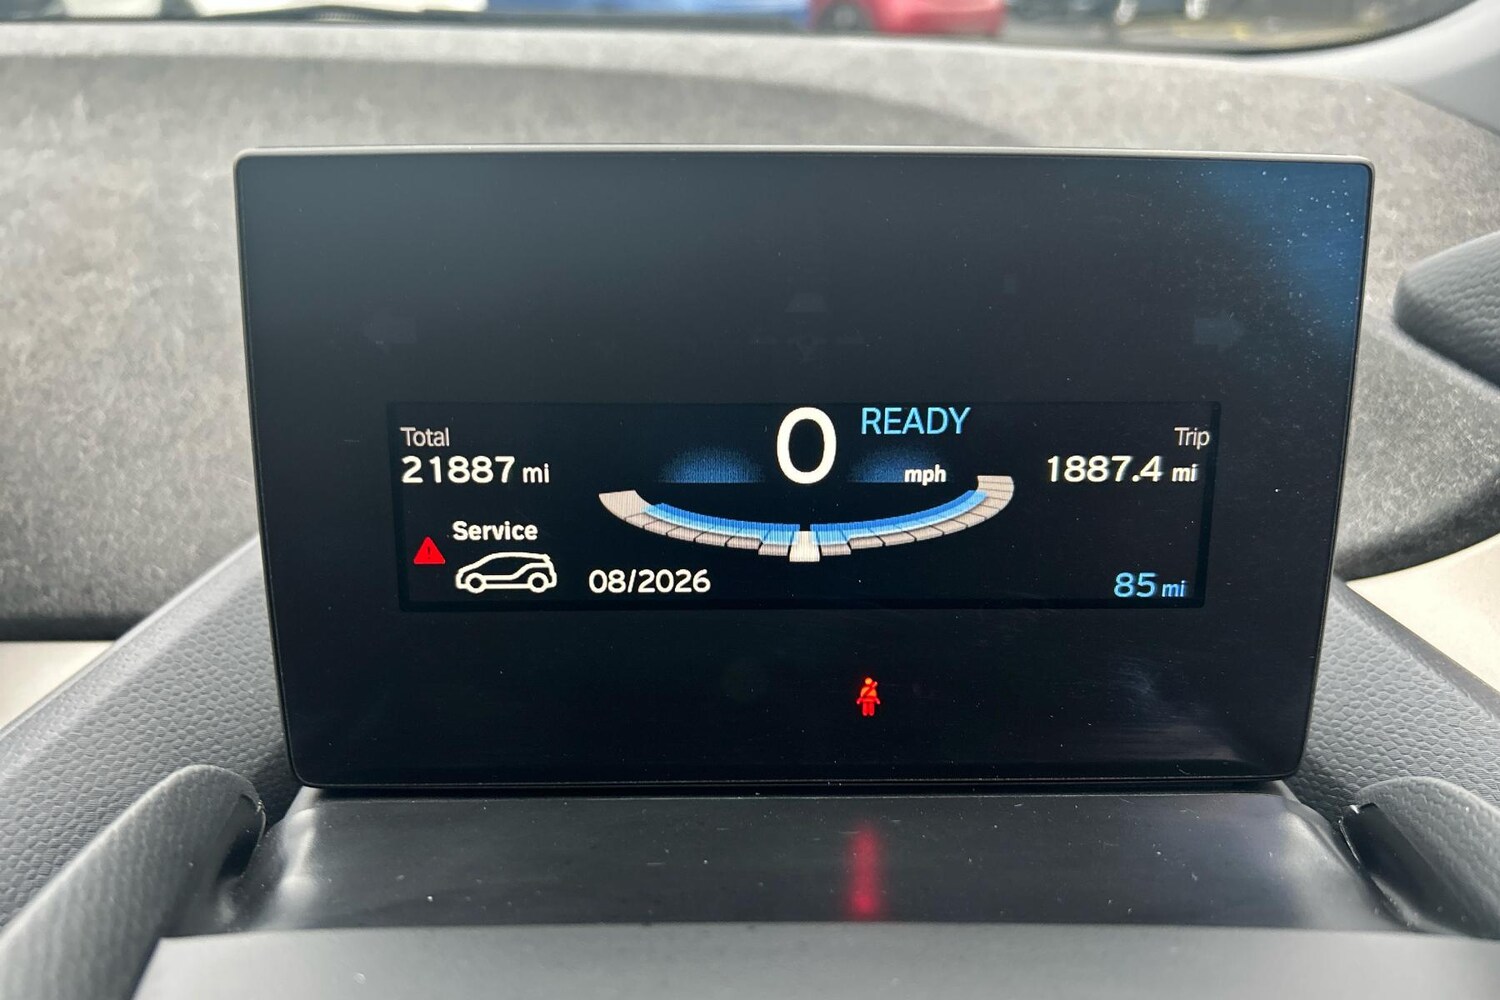 Total
21887 mi
0 READY
mph
Trip
1887.4 mi
Service
08/2026
85 mi